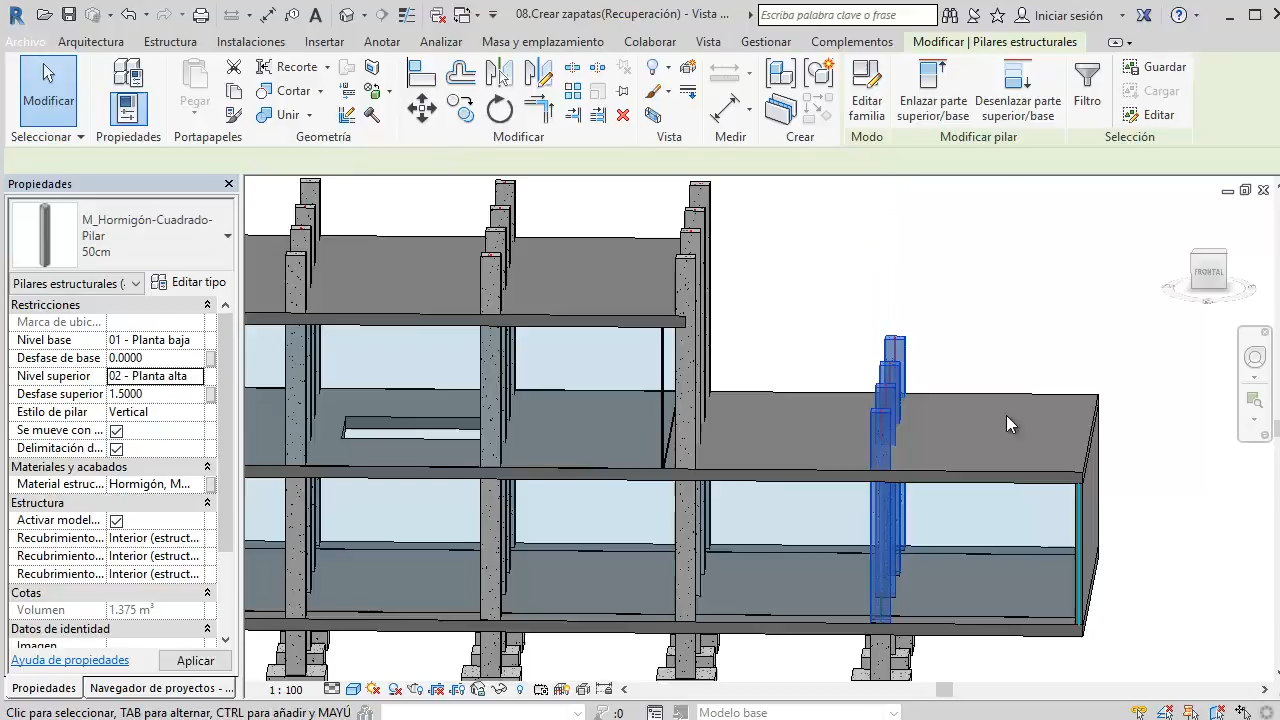 08.Crear zapatas(Recuperación) - Vista ...
Escriba palabra clave o frase
Iniciar sesión
Archivo Arquitectura Estructura Instalaciones Insertar Anotar Analizar Masa y emplazamiento Colaborar Vista Gestionar Complementos Modificar | Pilares estructurales
Modificar
Pegar
Recorte
Cortar
Unir
Editar familia
Enlazar parte superior/base
Desenlazar parte superior/base
Filtro
Guardar
Cargar
Editar
Seleccionar Propiedades Portapapeles Geometría Modificar Vista Medir Crear Modo Modificar pilar Selección
Propiedades
M_Hormigón-Cuadrado-
Pilar
50cm
Pilares estructurales ( Editar tipo
Restricciones
Marca de ubic...
Nivel base 01 - Planta baja
Desfase de base 0.0000
Nivel superior 02 - Planta alta
Desfase superior 1.5000
Estilo de pilar Vertical
Se mueve con ...
Delimitación d...
Materiales y acabados
Material estruc... Hormigón, M...
Estructura
Activar model...
Recubrimiento... Interior (estruct...
Recubrimiento... Interior (estruct...
Recubrimiento... Interior (estruct...
Cotas
Volumen 1.375 m³
Datos de identidad
Imagen
Ayuda de propiedades Aplicar
Propiedades Navegador de proyectos - ...
FRONTAL
1 : 100
Clic para seleccionar, TAB para alternar, CTRL para añadir y MAYÚ
:0
Modelo base